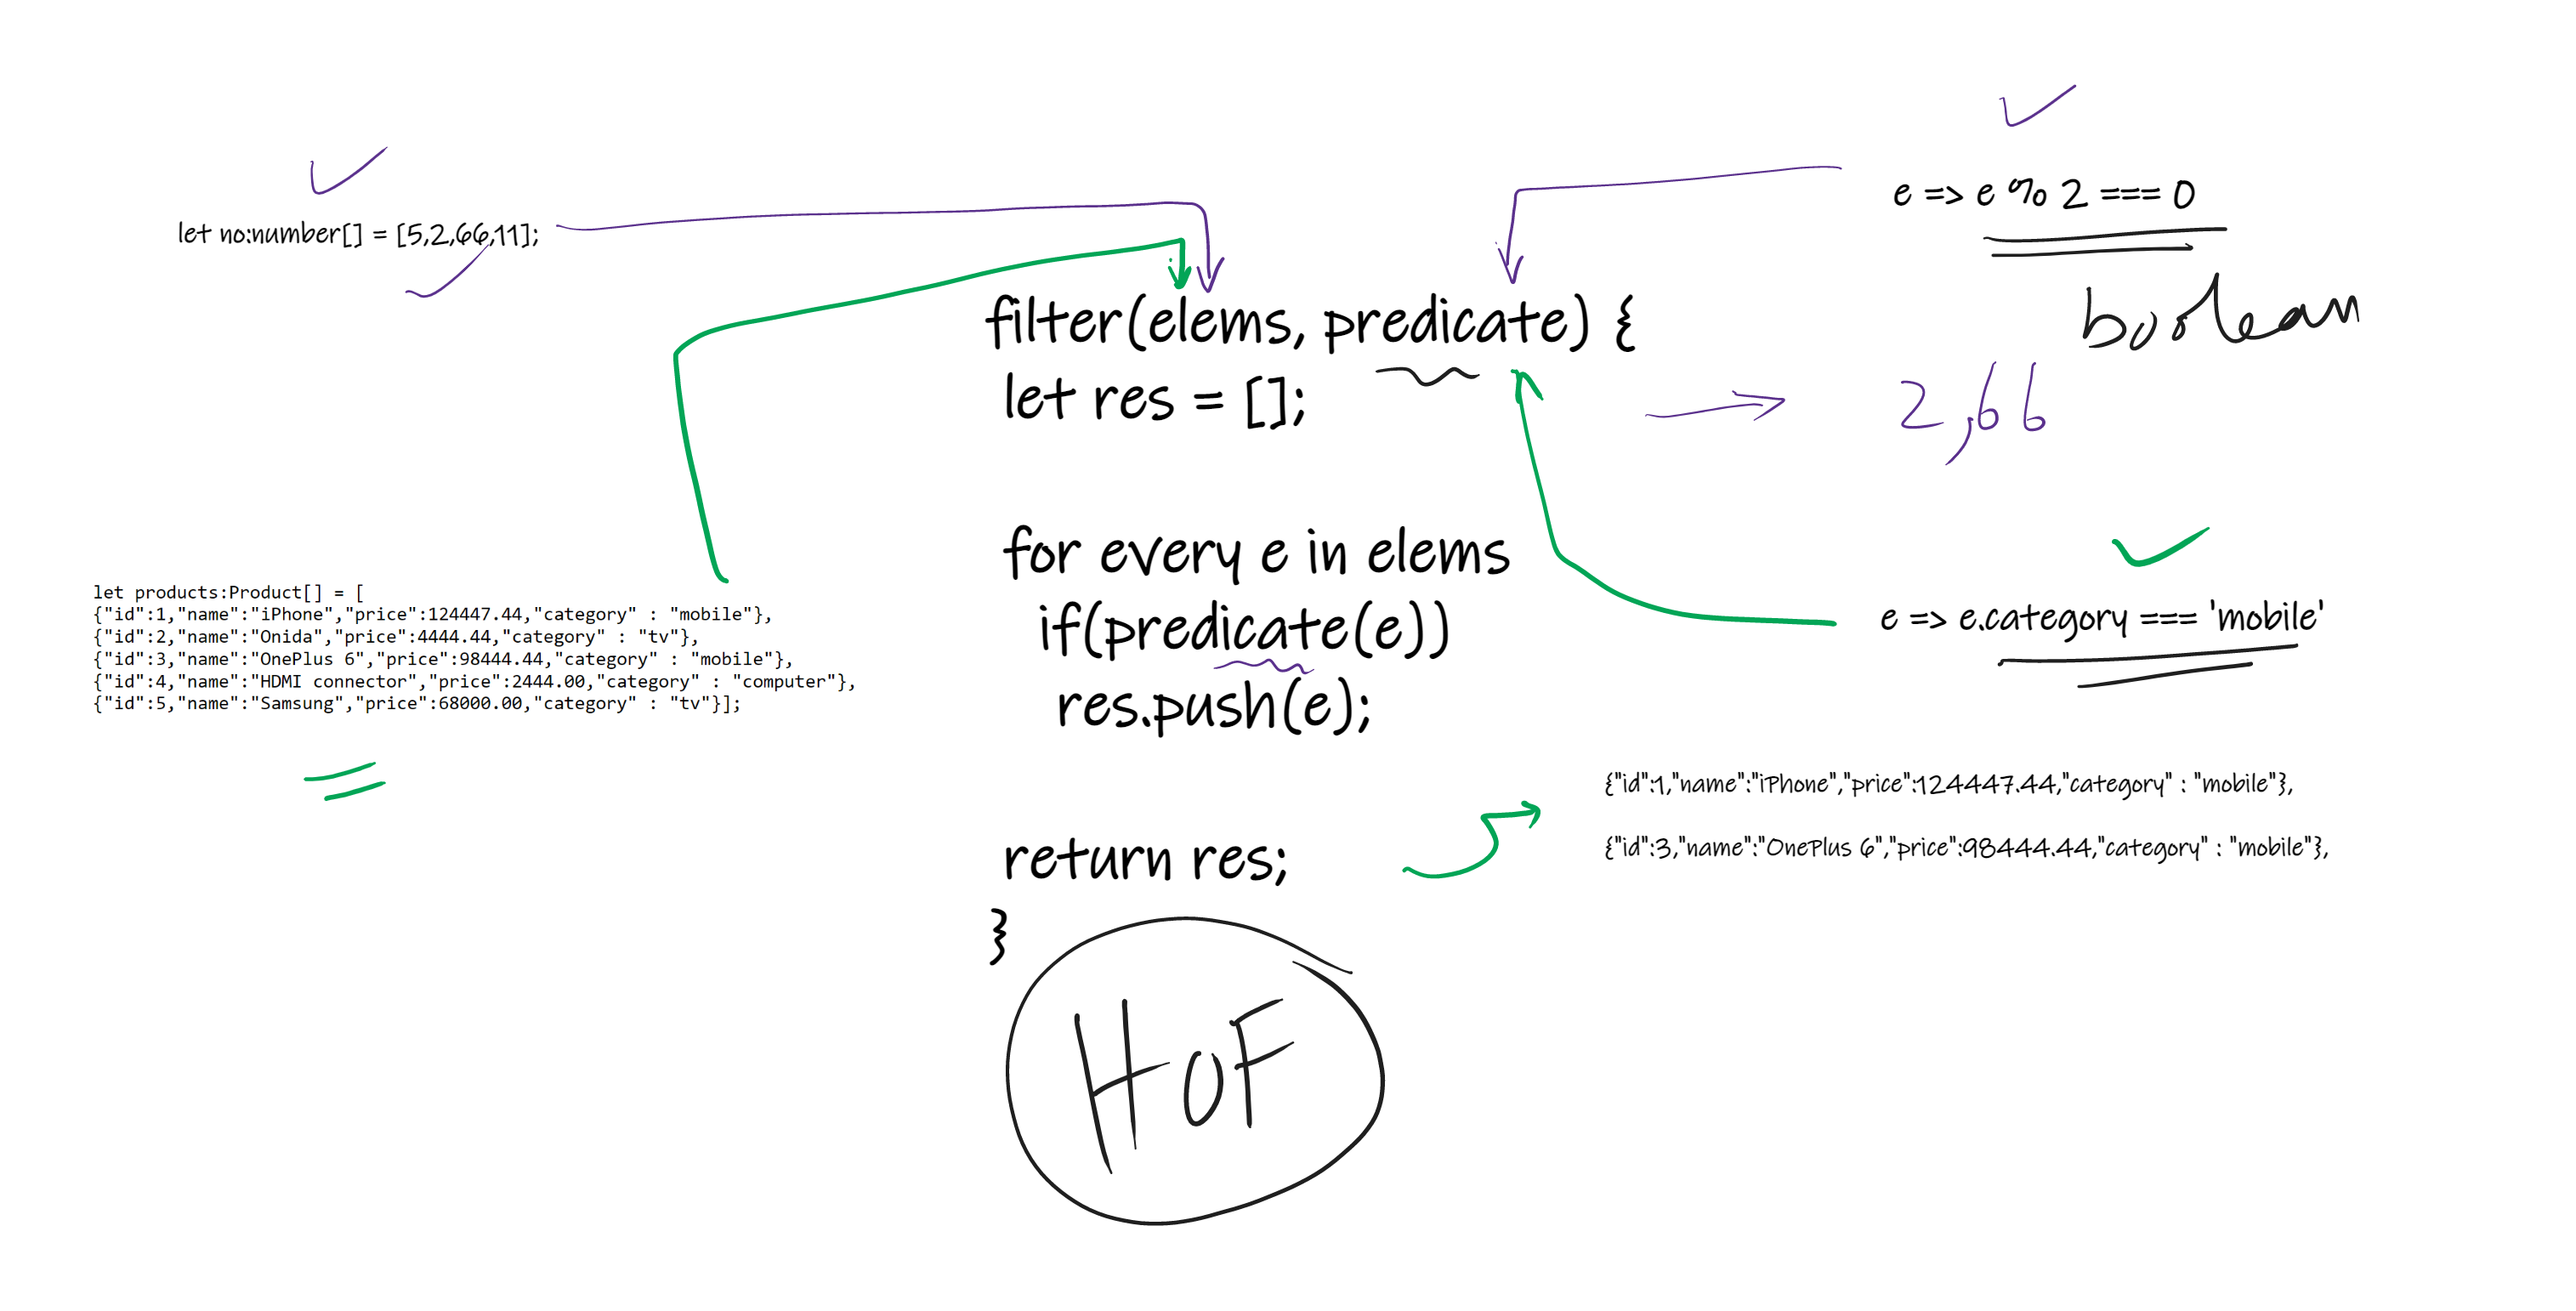 let no:number[] = [5,2,66,11];
e => e % 2 === 0
boolean
filter(elems, predicate) {
let res = [];
2,66
for every e in elems
if(predicate(e))
res.push(e);
return res;
}
let products:Product[] = [
{"id":1,"name":"iPhone","price":124447.44,"category" : "mobile"},
{"id":2,"name":"Onida","price":4444.44,"category" : "tv"},
{"id":3,"name":"OnePlus 6","price":98444.44,"category" : "mobile"},
{"id":4,"name":"HDMI connector","price":2444.00,"category" : "computer"},
{"id":5,"name":"Samsung","price":68000.00,"category" : "tv"}];
e => e.category === 'mobile'
{"id":1,"name":"iPhone","price":124447.44,"category" : "mobile"},
{"id":3,"name":"OnePlus 6","price":98444.44,"category" : "mobile"},
HOF